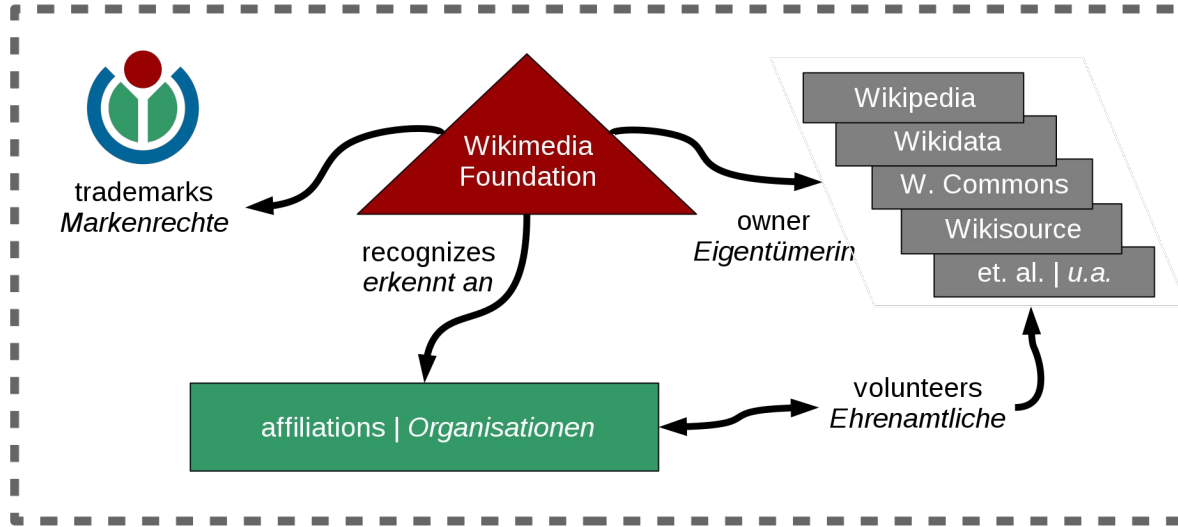 trademarks
Markenrechte
Wikimedia
Foundation
recognizes
erkennt an
owner
Eigentümerin
Wikipedia
Wikidata
W. Commons
Wikisource
et. al. | u.a.
affiliations | Organisationen
volunteers
Ehrenamtliche